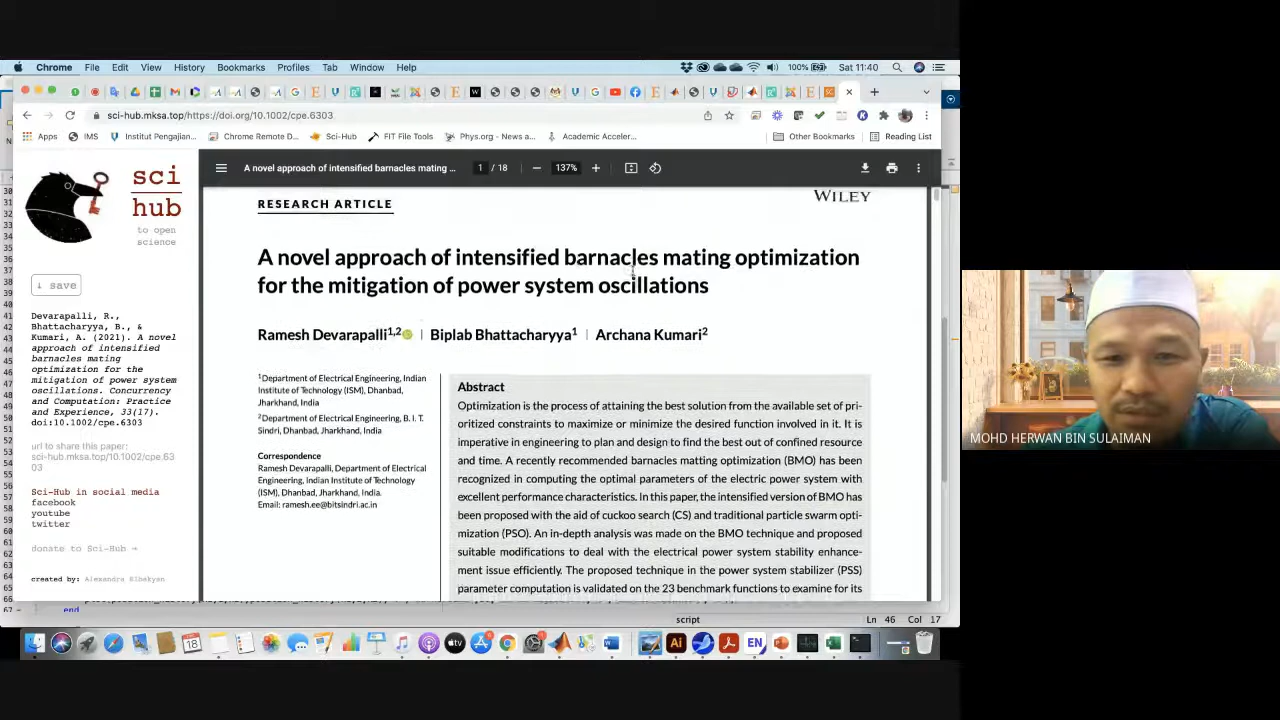 Chrome File Edit View History Bookmarks Profiles Tab Window Help
100% Sat 11:40
sci-hub.mksa.top/https://doi.org/10.1002/cpe.6303
Apps IMS Institut Pengajian... Chrome Remote D... Sci-Hub FIT File Tools Phys.org - News a... Academic Acceler... Other Bookmarks Reading List
A novel approach of intensified barnacles mating ... 1 / 18 137%
sci
hub
to open
science
↓ save
Devarapalli, R.,
Bhattacharyya, B., &
Kumari, A. (2021). A novel
approach of intensified
barnacles mating
optimization for the
mitigation of power system
oscillations. Concurrency
and Computation: Practice
and Experience, 33(17).
doi:10.1002/cpe.6303
url to share this paper:
sci-hub.mksa.top/10.1002/cpe.63
03
Sci-Hub in social media
facebook
youtube
twitter
donate to Sci-Hub →
created by: Alexandra Elbakyan
WILEY
RESEARCH ARTICLE
A novel approach of intensified barnacles mating optimization
for the mitigation of power system oscillations
Ramesh Devarapalli1,2 | Biplab Bhattacharyya1 | Archana Kumari2
1Department of Electrical Engineering, Indian
Institute of Technology (ISM), Dhanbad,
Jharkhand, India
2Department of Electrical Engineering, B. I. T.
Sindri, Dhanbad, Jharkhand, India
Correspondence
Ramesh Devarapalli, Department of Electrical
Engineering, Indian Institute of Technology
(ISM), Dhanbad, Jharkhand, India.
Email: ramesh.ee@bitsindri.ac.in
Abstract
Optimization is the process of attaining the best solution from the available set of pri-
oritized constraints to maximize or minimize the desired function involved in it. It is
imperative in engineering to plan and design to find the best out of confined resource
and time. A recently recommended barnacles matting optimization (BMO) has been
recognized in computing the optimal parameters of the electric power system with
excellent performance characteristics. In this paper, the intensified version of BMO has
been proposed with the aid of cuckoo search (CS) and traditional particle swarm opti-
mization (PSO). An in-depth analysis was made on the BMO technique and proposed
suitable modifications to deal with the electrical power system stability enhance-
ment issue efficiently. The proposed technique in the power system stabilizer (PSS)
parameter computation is validated on the 23 benchmark functions to examine for its
67 end
script Ln 46 Col 17
MOHD HERWAN BIN SULAIMAN